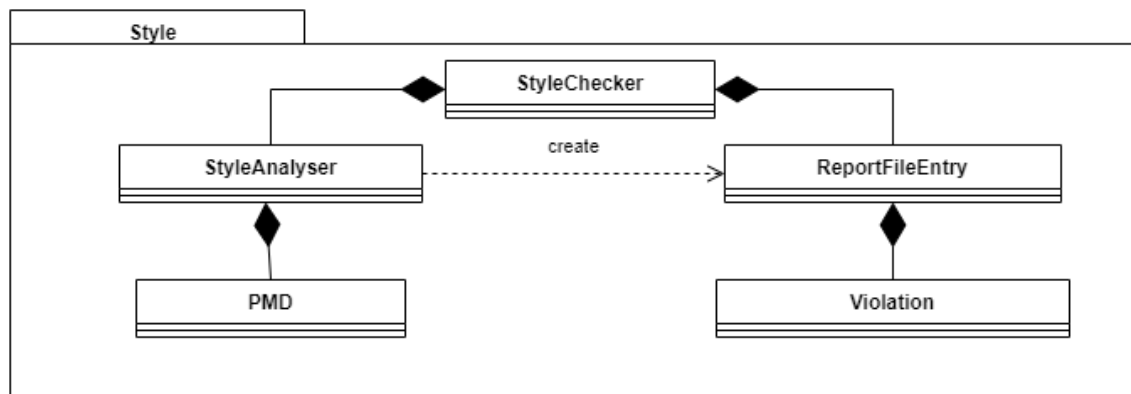 Style
StyleChecker
create
StyleAnalyser
ReportFileEntry
PMD
Violation